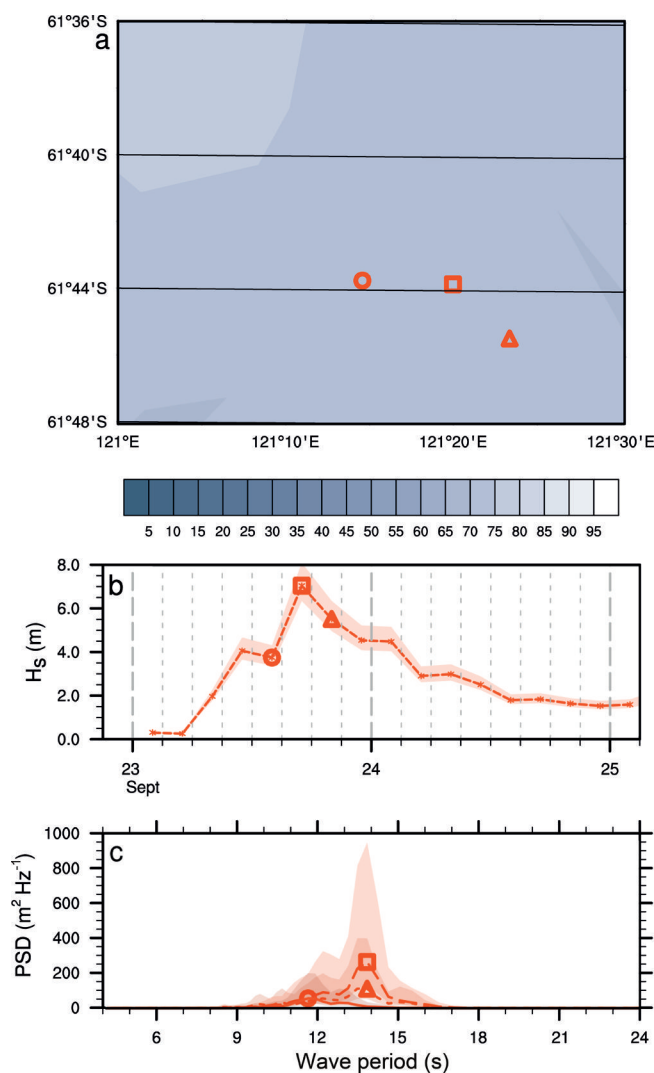 61°36'S
a
61°40'S
61°44'S
61°48'S
121°E 121°10'E 121°20'E 121°30'E
5 10 15 20 25 30 35 40 45 50 55 60 65 70 75 80 85 90 95
8.0
b
6.0
4.0
2.0
0.0
Hs (m)
23 24 25
Sept
1000
c
800
600
400
200
0
PSD (m² Hz⁻¹)
6 9 12 15 18 21 24
Wave period (s)